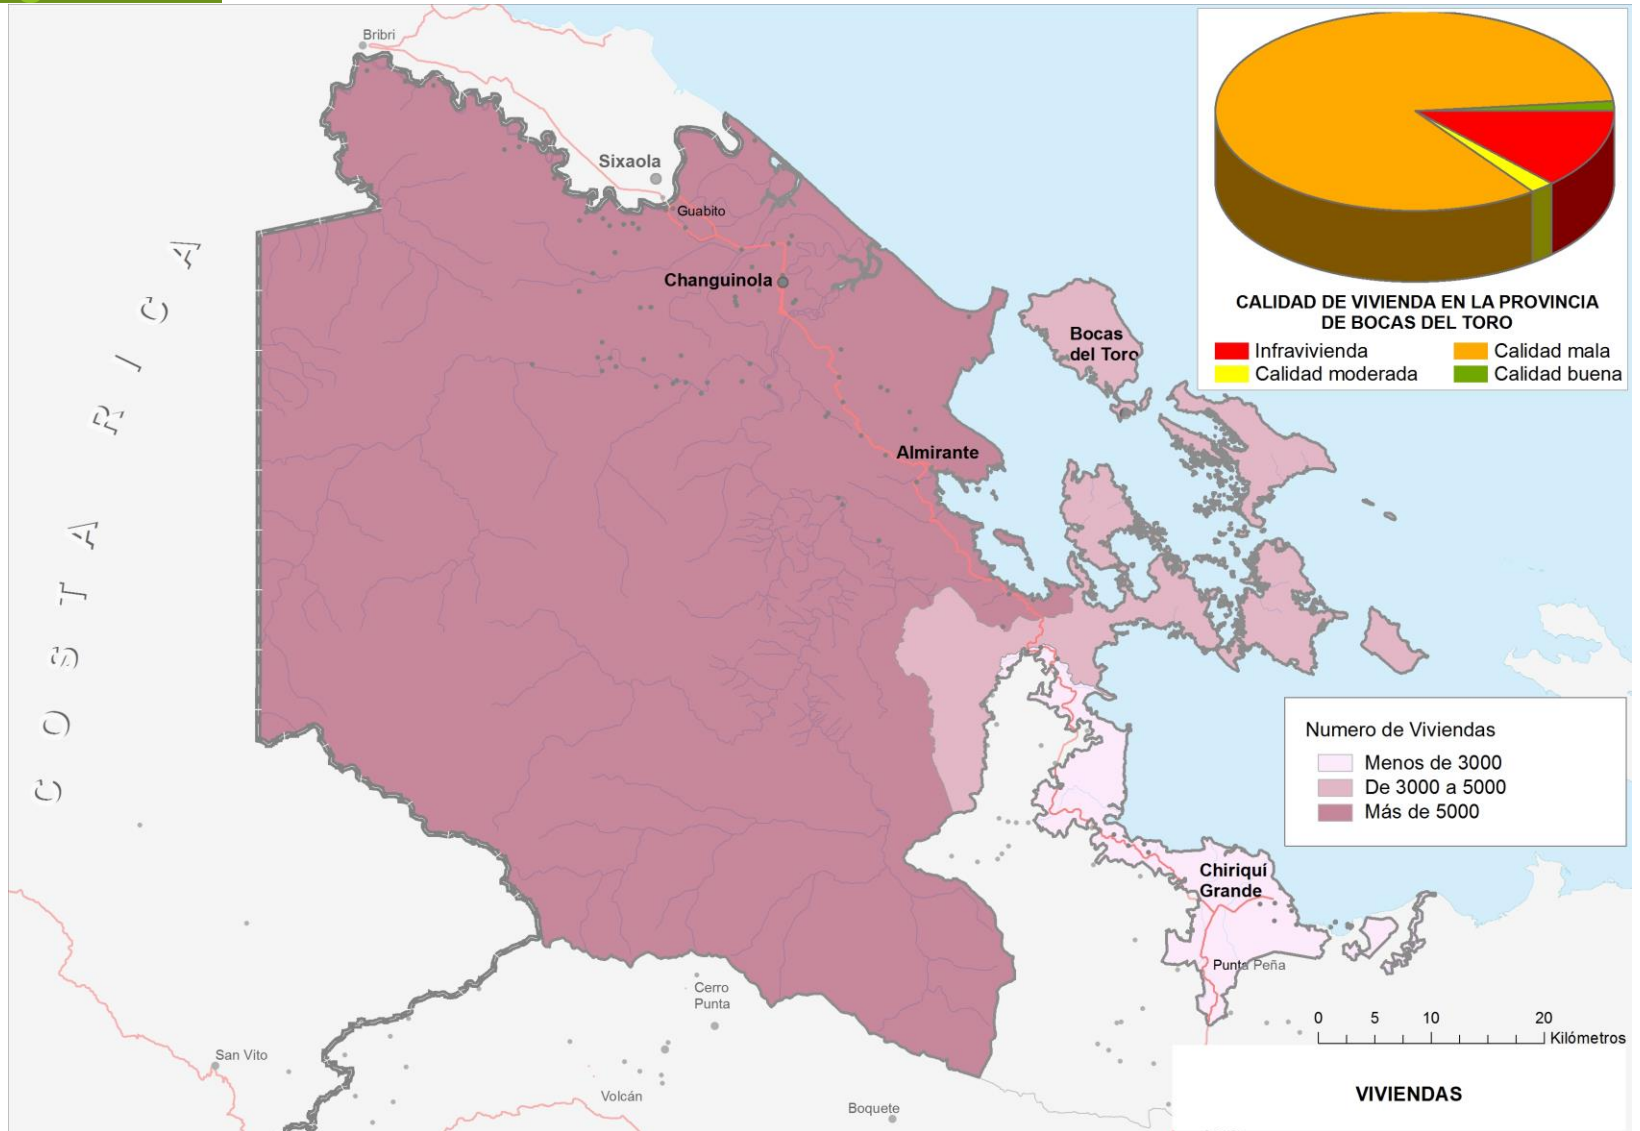 Bribri
Sixaola
Guabito
Changuinola
COSTA RICA
Bocas
del Toro
Almirante
Chiriquí
Grande
Punta Peña
Cerro
Punta
San Vito
Volcán
Boquete
CALIDAD DE VIVIENDA EN LA PROVINCIA
DE BOCAS DEL TORO
Infravivienda
Calidad mala
Calidad moderada
Calidad buena
Numero de Viviendas
Menos de 3000
De 3000 a 5000
Más de 5000
0 5 10 20
Kilómetros
VIVIENDAS